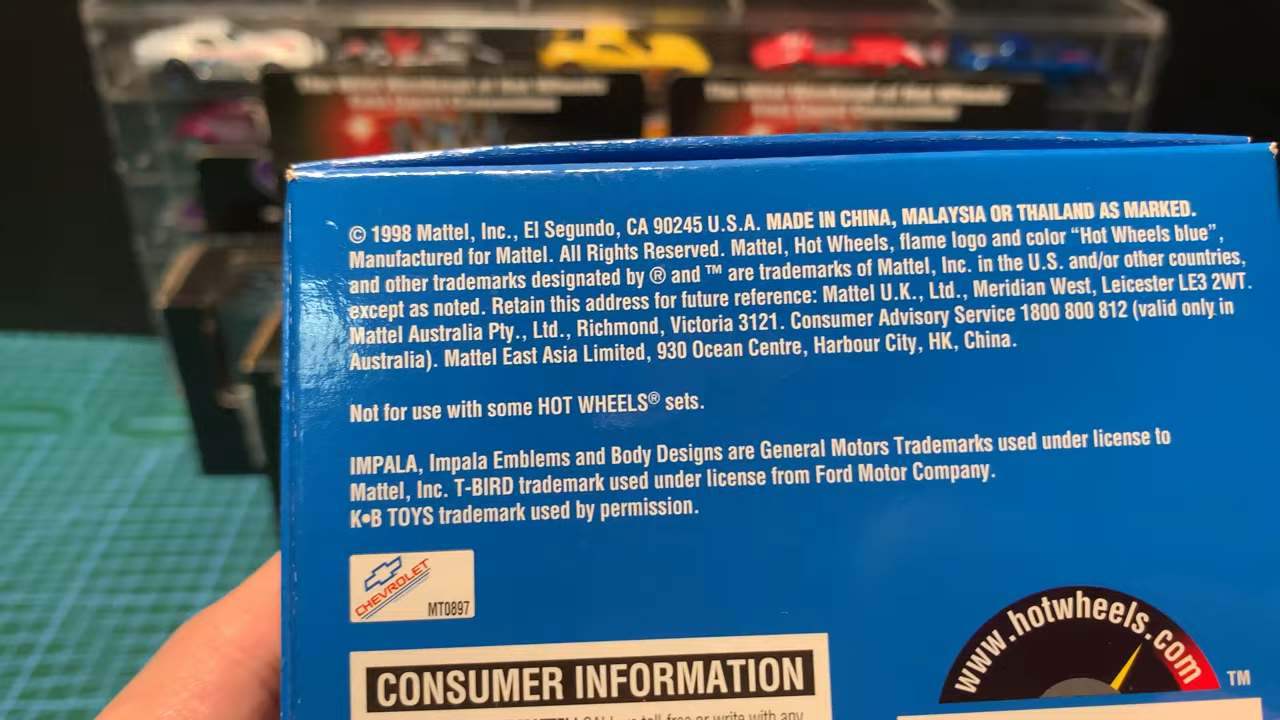 © 1998 Mattel, Inc., El Segundo, CA 90245 U.S.A. MADE IN CHINA, MALAYSIA OR THAILAND AS MARKED.
Manufactured for Mattel. All Rights Reserved. Mattel, Hot Wheels, flame logo and color “Hot Wheels blue”,
and other trademarks designated by ® and ™ are trademarks of Mattel, Inc. in the U.S. and/or other countries,
except as noted. Retain this address for future reference: Mattel U.K., Ltd., Meridian West, Leicester LE3 2WT.
Mattel Australia Pty., Ltd., Richmond, Victoria 3121. Consumer Advisory Service 1800 800 812 (valid only in
Australia). Mattel East Asia Limited, 930 Ocean Centre, Harbour City, HK, China.
Not for use with some HOT WHEELS® sets.
IMPALA, Impala Emblems and Body Designs are General Motors Trademarks used under license to
Mattel, Inc. T-BIRD trademark used under license from Ford Motor Company.
K•B TOYS trademark used by permission.
CHEVROLET
MT0897
www.hotwheels.com
™
CONSUMER INFORMATION
toll-free or write with any